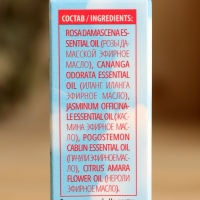 СОСТАВ / INGREDIENTS:
ROSA DAMASCENA ES-
SENTIAL OIL (РОЗЫ ДА-
МАССКОЙ ЭФИРНОЕ
МАСЛО), CANANGA
ODORATA ESSENTIAL
OIL (ИЛАНГ ИЛАНГА
ЭФИРНОЕ МАСЛО),
JASMINUM OFFICINA-
LE ESSENTIAL OIL (ЖАС-
МИНА ЭФИРНОЕ МАС-
ЛО), POGOSTEMON
CABLIN ESSENTIAL OIL
(ПАЧУЛИ ЭФИРНОЕ МАС-
ЛО), CITRUS AMARA
FLOWER OIL (НЕРОЛИ
ЭФИРНОЕ МАСЛО).